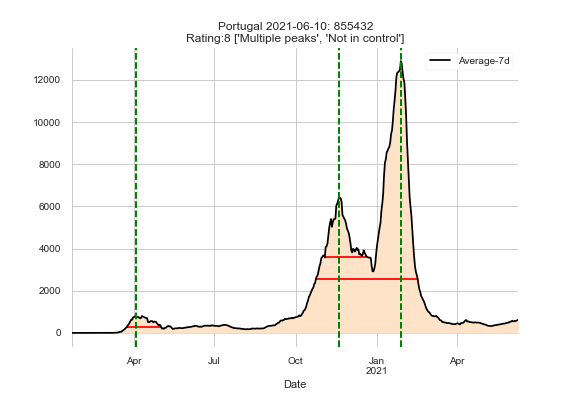 Portugal 2021-06-10: 855432
Rating:8 ['Multiple peaks', 'Not in control']
Average-7d
12000
10000
8000
6000
4000
2000
0
Apr
Jul
Oct
Jan
2021
Apr
Date